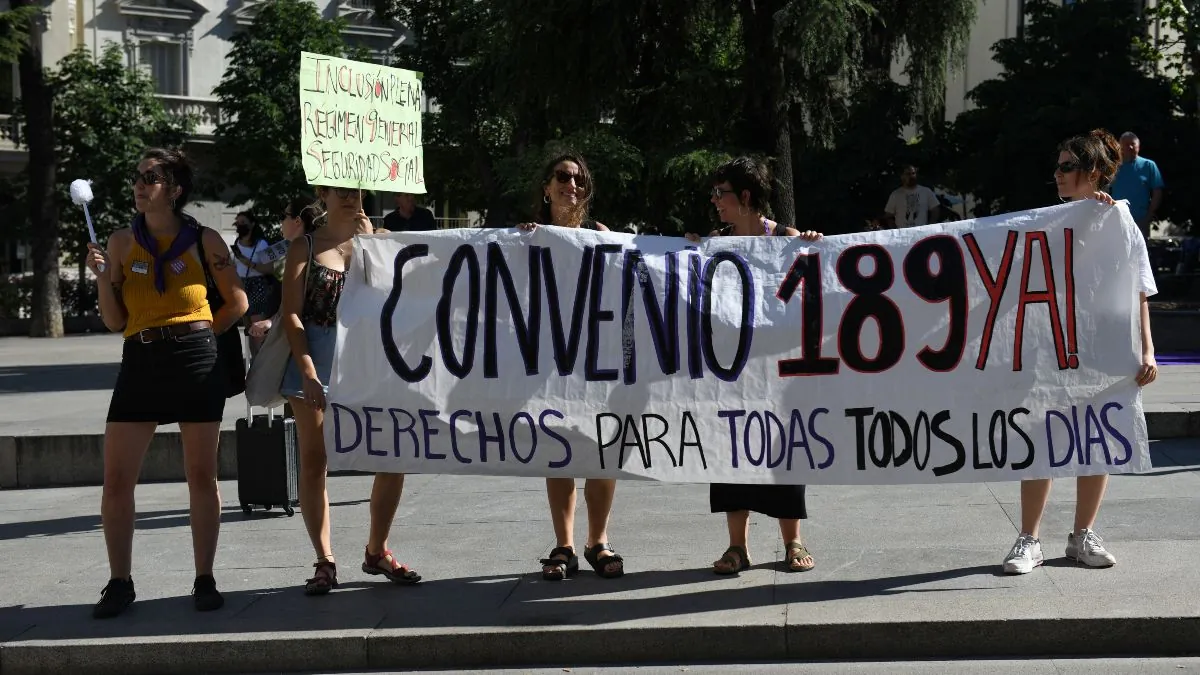 INCLUSIÓN PLENA
RÉGIMEN GENERAL
SEGURIDAD SOCIAL
CONVENIO 189 YA!
DERECHOS PARA TODAS TODOS LOS DIAS